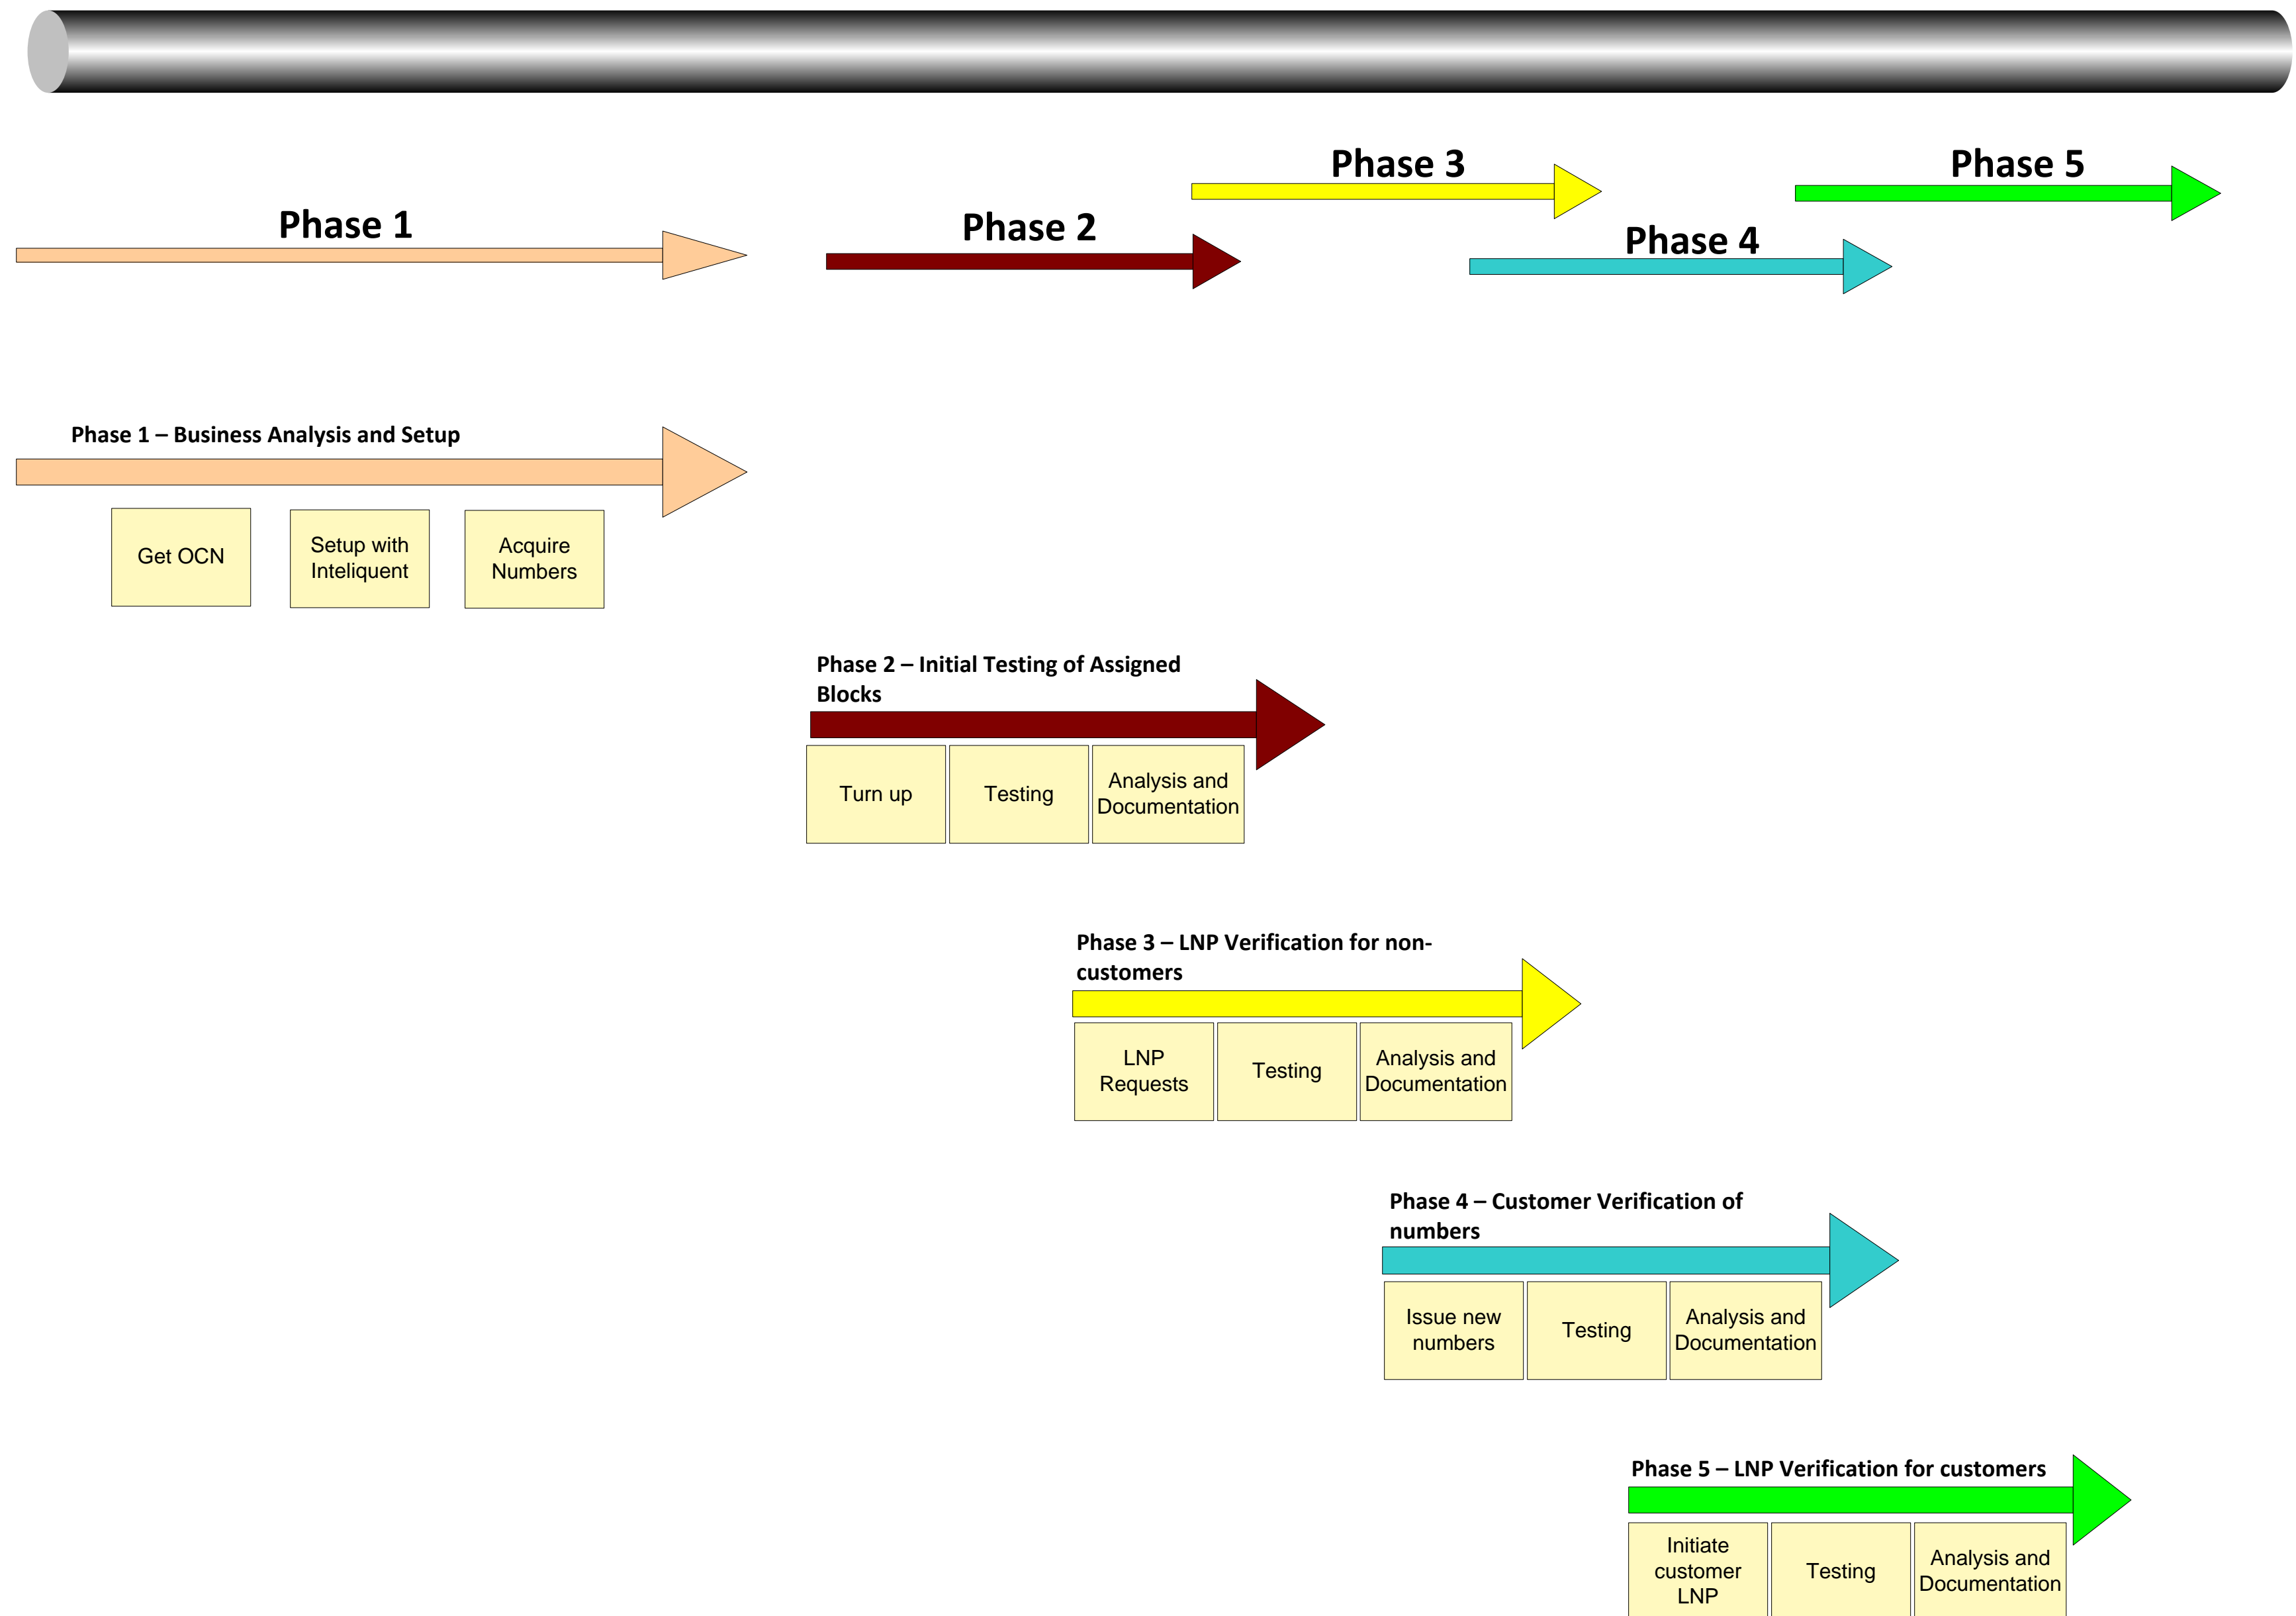 Phase 3
Phase 5
Phase 1
Phase 2
Phase 4
Phase 1 – Business Analysis and Setup
Get OCN
Setup with
Inteliquent
Acquire
Numbers
Phase 2 – Initial Testing of Assigned
Blocks
Turn up
Testing
Analysis and
Documentation
Phase 3 – LNP Verification for non-
customers
LNP
Requests
Testing
Analysis and
Documentation
Phase 4 – Customer Verification of
numbers
Issue new
numbers
Testing
Analysis and
Documentation
Phase 5 – LNP Verification for customers
Initiate
customer
LNP
Testing
Analysis and
Documentation